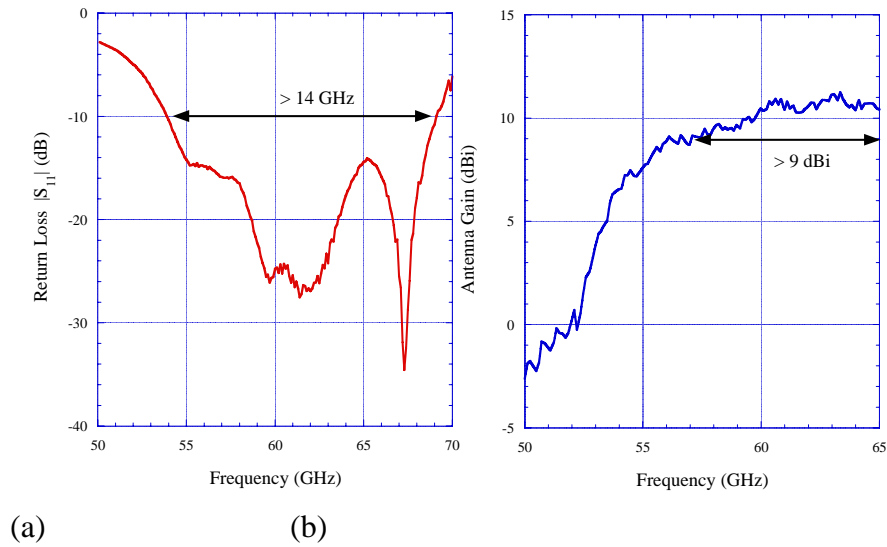 0
-10
-20
-30
-40
50
55
60
65
70
Return Loss |S11| (dB)
Frequency (GHz)
> 14 GHz
15
10
5
0
-5
50
55
60
65
Antenna Gain (dBi)
Frequency (GHz)
> 9 dBi
(a)
(b)